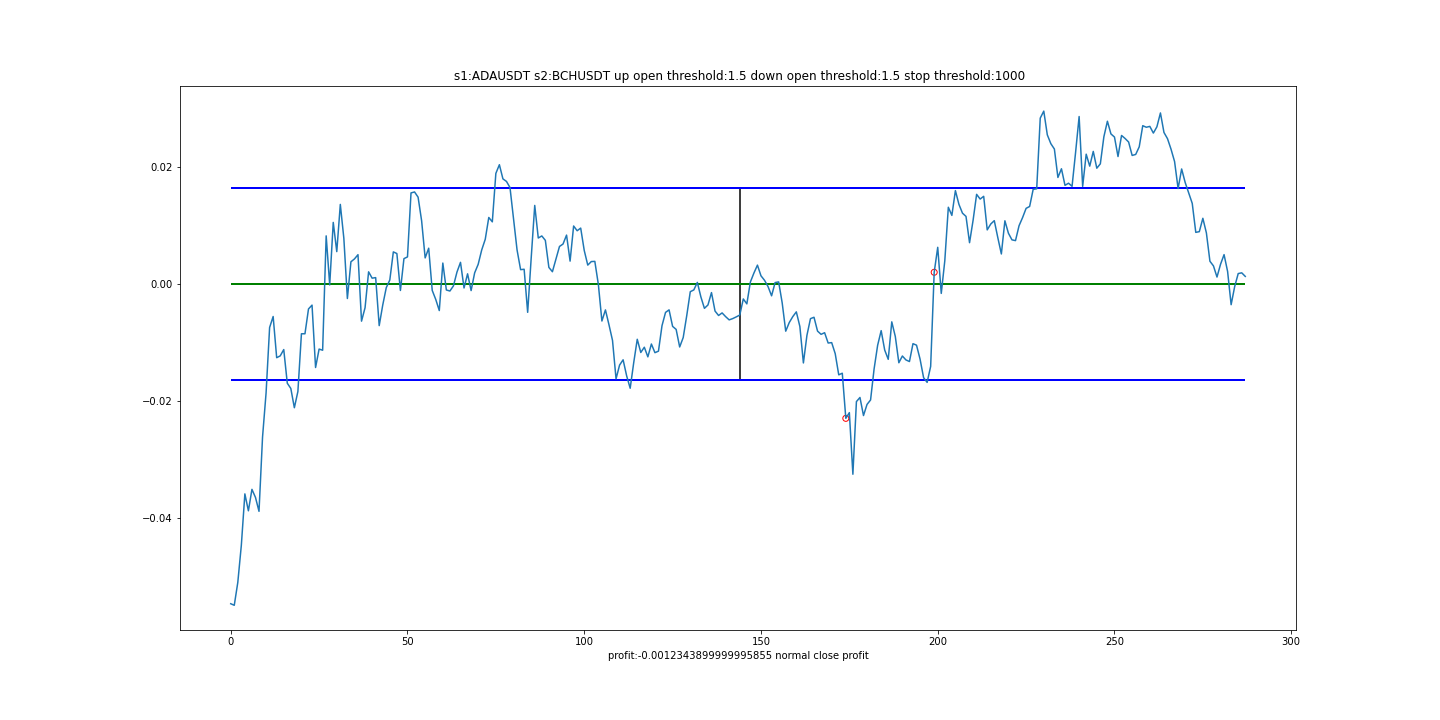 s1:ADAUSDT s2:BCHUSDT up open threshold:1.5 down open threshold:1.5 stop threshold:1000
0.02
0.00
−0.02
−0.04
0 50 100 150 200 250 300
profit:-0.0012343899999995855 normal close profit